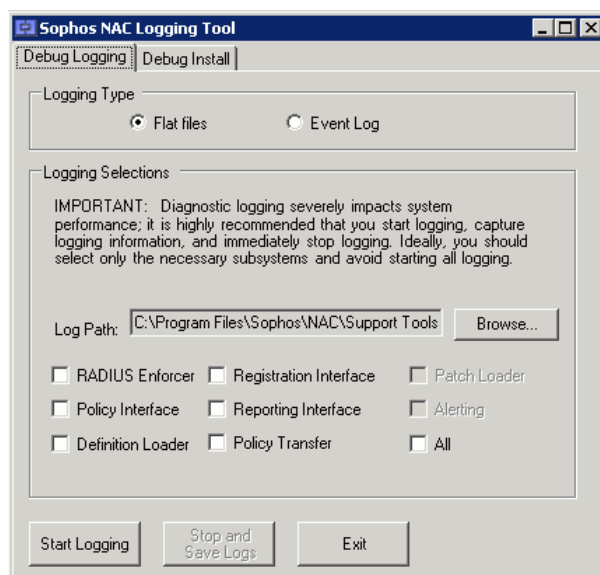 Sophos NAC Logging Tool
Debug Logging Debug Install
Logging Type
Flat files Event Log
Logging Selections
IMPORTANT: Diagnostic logging severely impacts system
performance; it is highly recommended that you start logging, capture
logging information, and immediately stop logging. Ideally, you should
select only the necessary subsystems and avoid starting all logging.
Log Path: C:\Program Files\Sophos\NAC\Support Tools Browse...
RADIUS Enforcer Registration Interface Patch Loader
Policy Interface Reporting Interface Alerting
Definition Loader Policy Transfer All
Start Logging Stop and Save Logs Exit